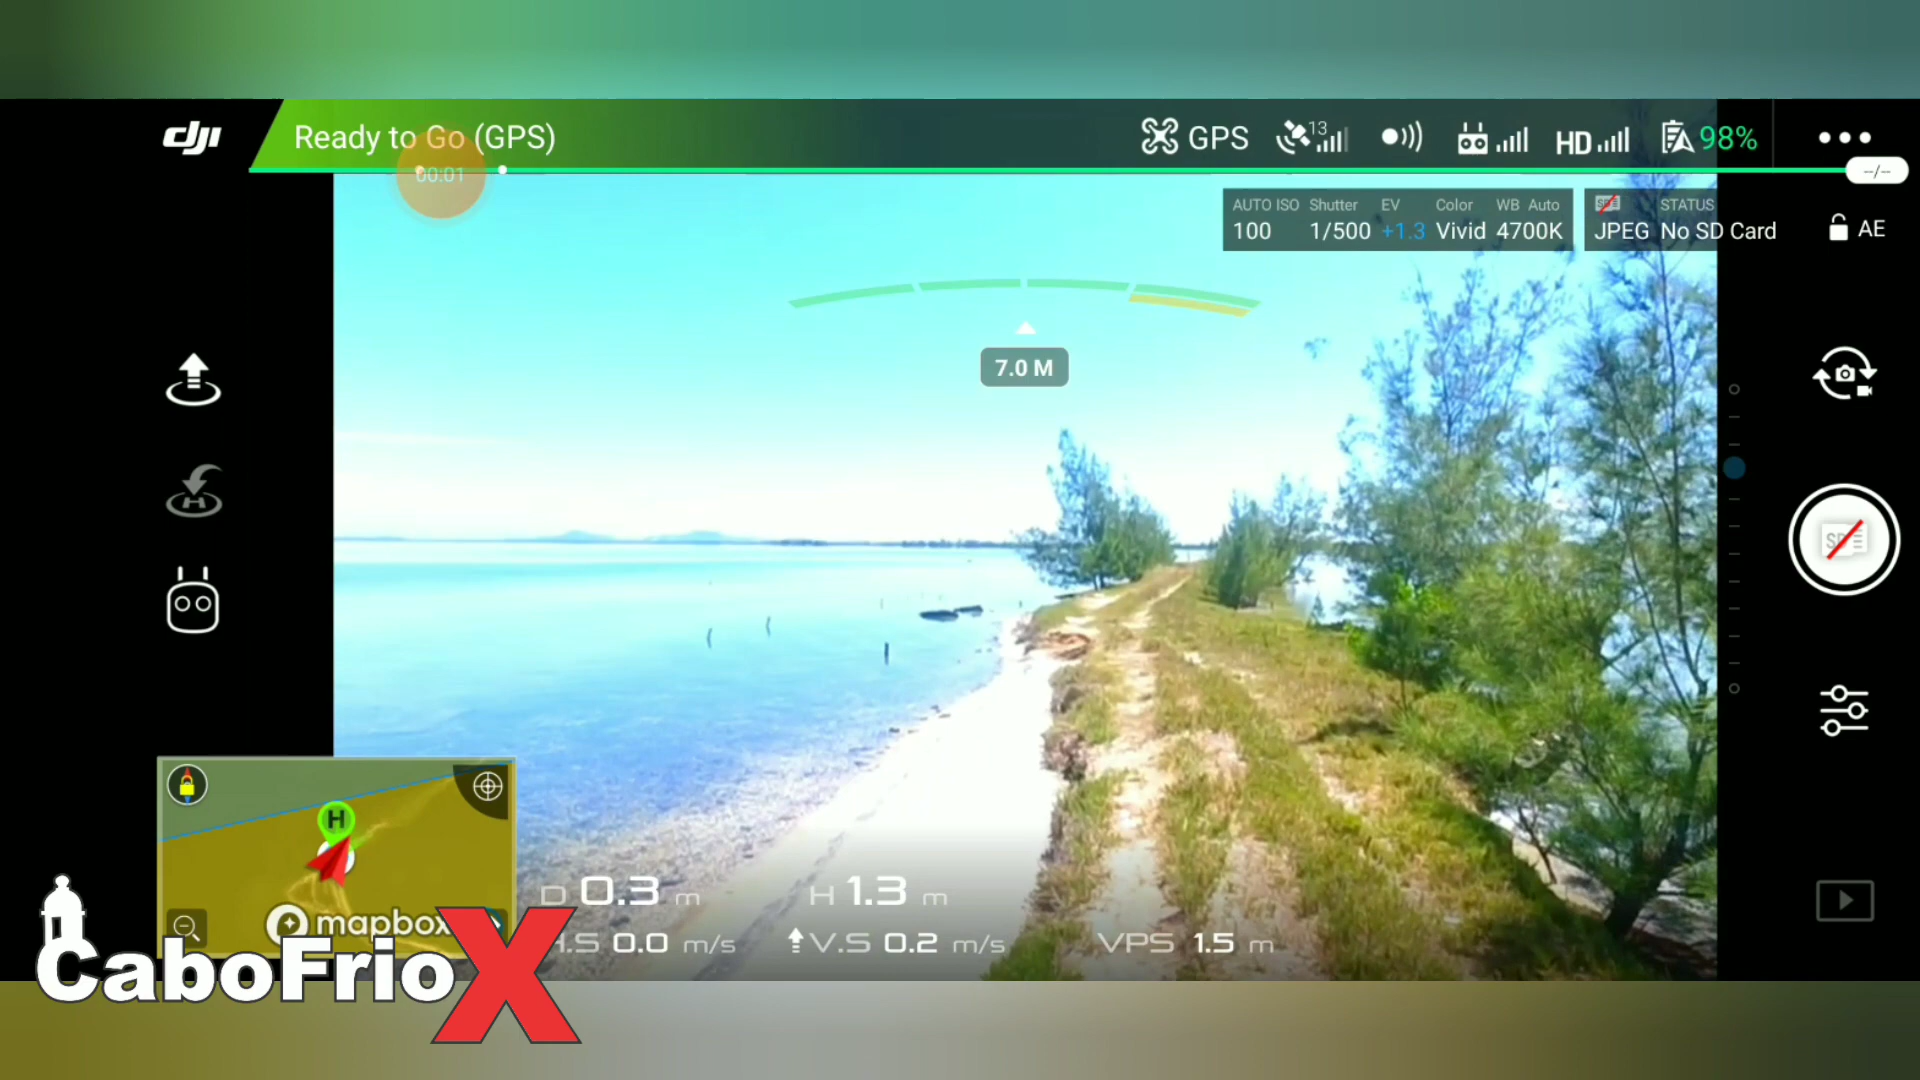 dji Ready to Go (GPS) GPS 13 HD 98%
00:01
--/--
AUTO ISO Shutter EV Color WB Auto STATUS
100 1/500 +1.3 Vivid 4700K JPEG No SD Card AE
7.0 M
H
H
SD
D 0.3 m H 1.3 m
mapbox
H.S 0.0 m/s V.S 0.2 m/s VPS 1.5 m
CaboFrioX